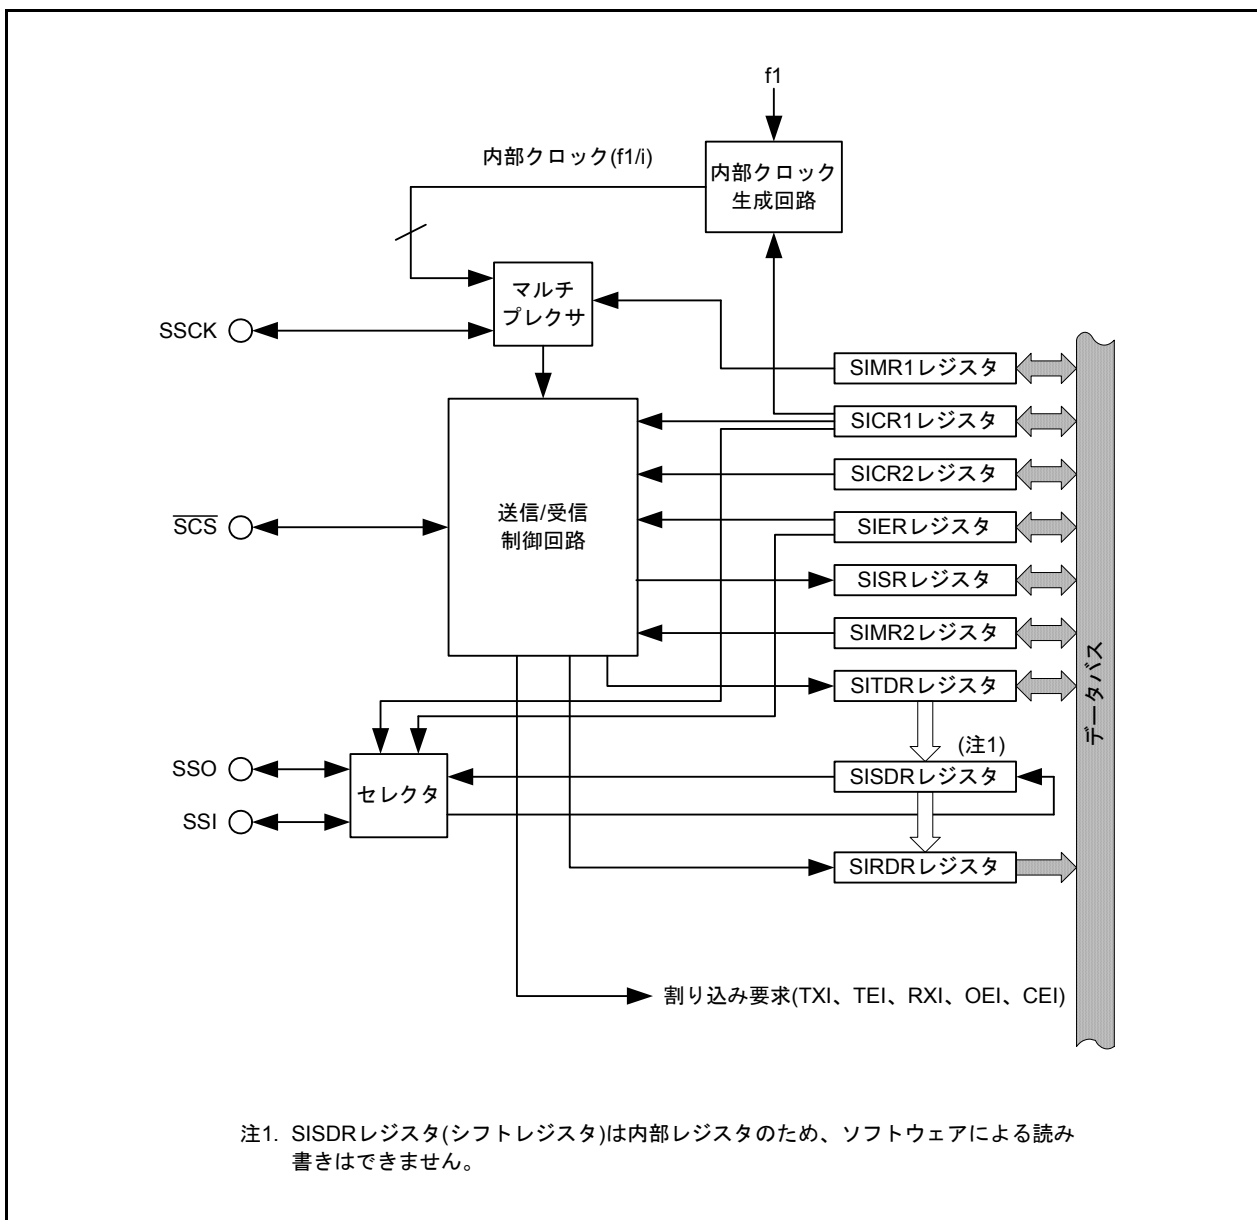 f1
内部クロック(f1/i)
内部クロック
生成回路
マルチ
プレクサ
SSCK
SIMR1レジスタ
SICR1レジスタ
SICR2レジスタ
SCS
送信/受信
制御回路
SIERレジスタ
SISRレジスタ
SIMR2レジスタ
データバス
SITDRレジスタ
(注1)
SSO
セレクタ
SISDRレジスタ
SSI
SIRDRレジスタ
割り込み要求(TXI、TEI、RXI、OEI、CEI)
注1. SISDRレジスタ(シフトレジスタ)は内部レジスタのため、ソフトウェアによる読み
書きはできません。